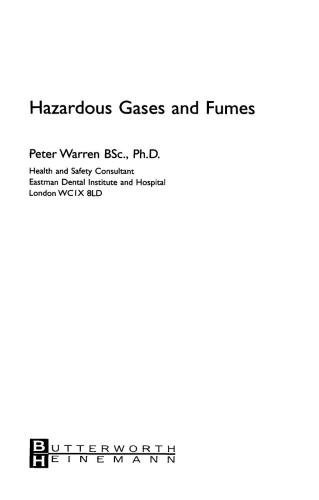 Hazardous Gases and Fumes
Peter Warren BSc., Ph.D.
Health and Safety Consultant
Eastman Dental Institute and Hospital
London WC1X 8LD
BUTTERWORTH
HEINEMANN